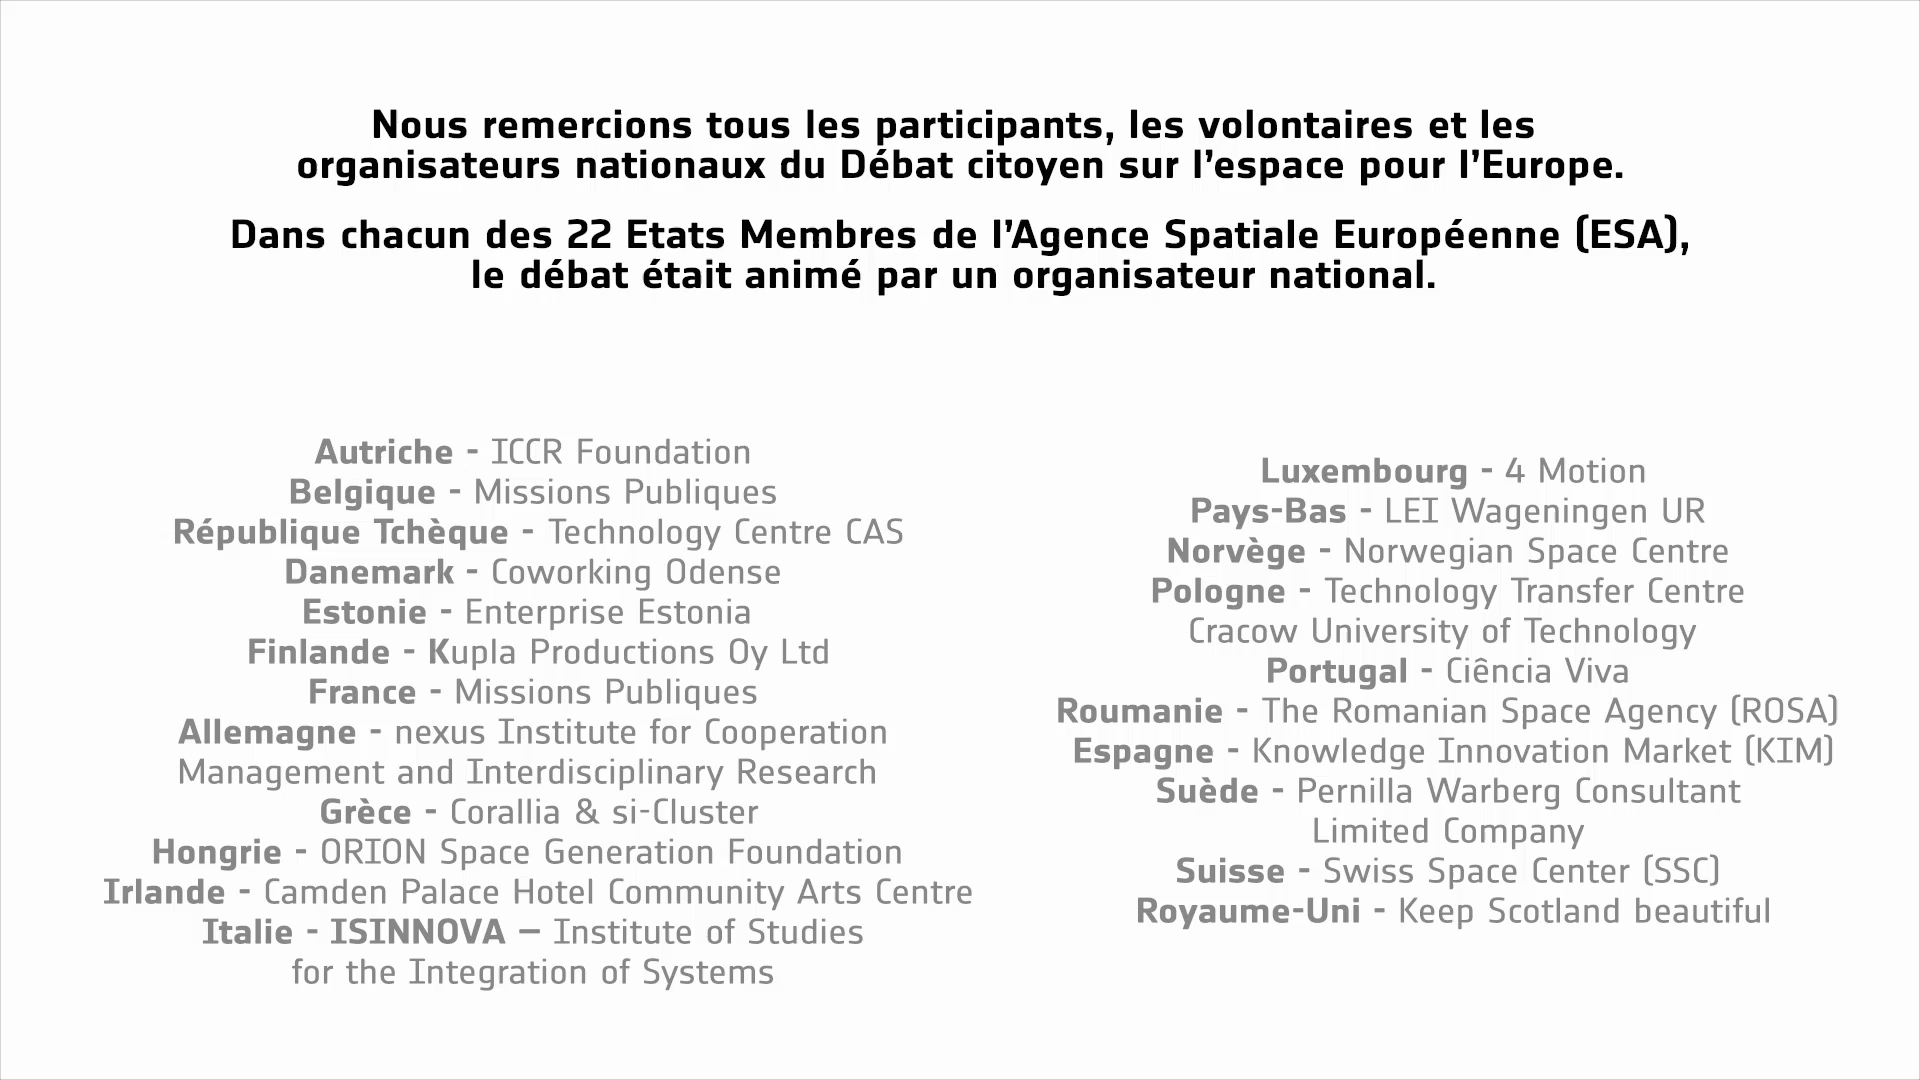 Nous remercions tous les participants, les volontaires et les
organisateurs nationaux du Débat citoyen sur l’espace pour l’Europe.
Dans chacun des 22 Etats Membres de l’Agence Spatiale Européenne (ESA),
le débat était animé par un organisateur national.
Autriche - ICCR Foundation
Belgique - Missions Publiques
République Tchèque - Technology Centre CAS
Danemark - Coworking Odense
Estonie - Enterprise Estonia
Finlande - Kupla Productions Oy Ltd
France - Missions Publiques
Allemagne - nexus Institute for Cooperation
Management and Interdisciplinary Research
Grèce - Corallia & si-Cluster
Hongrie - ORION Space Generation Foundation
Irlande - Camden Palace Hotel Community Arts Centre
Italie - ISINNOVA – Institute of Studies
for the Integration of Systems
Luxembourg - 4 Motion
Pays-Bas - LEI Wageningen UR
Norvège - Norwegian Space Centre
Pologne - Technology Transfer Centre
Cracow University of Technology
Portugal - Ciência Viva
Roumanie - The Romanian Space Agency (ROSA)
Espagne - Knowledge Innovation Market (KIM)
Suède - Pernilla Warberg Consultant
Limited Company
Suisse - Swiss Space Center (SSC)
Royaume-Uni - Keep Scotland beautiful